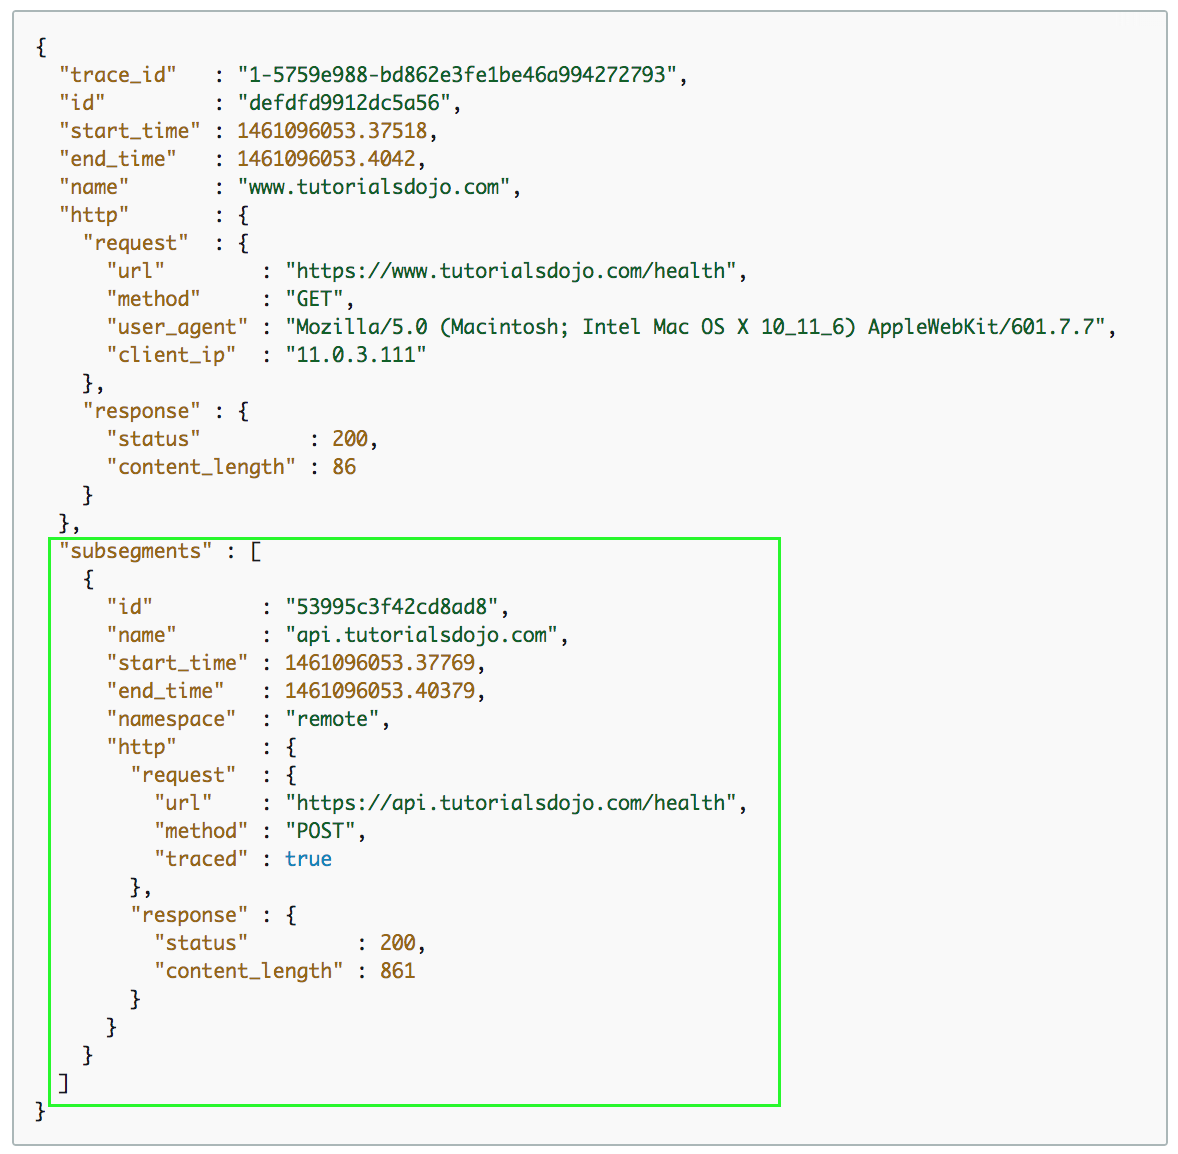 {
"trace_id" : "1-5759e988-bd862e3fe1be46a994272793",
"id" : "defdfd9912dc5a56",
"start_time" : 1461096053.37518,
"end_time" : 1461096053.4042,
"name" : "www.tutorialsdojo.com",
"http" : {
"request" : {
"url" : "https://www.tutorialsdojo.com/health",
"method" : "GET",
"user_agent" : "Mozilla/5.0 (Macintosh; Intel Mac OS X 10_11_6) AppleWebKit/601.7.7",
"client_ip" : "11.0.3.111"
},
"response" : {
"status" : 200,
"content_length" : 86
}
},
"subsegments" : [
{
"id" : "53995c3f42cd8ad8",
"name" : "api.tutorialsdojo.com",
"start_time" : 1461096053.37769,
"end_time" : 1461096053.40379,
"namespace" : "remote",
"http" : {
"request" : {
"url" : "https://api.tutorialsdojo.com/health",
"method" : "POST",
"traced" : true
},
"response" : {
"status" : 200,
"content_length" : 861
}
}
}
]
}